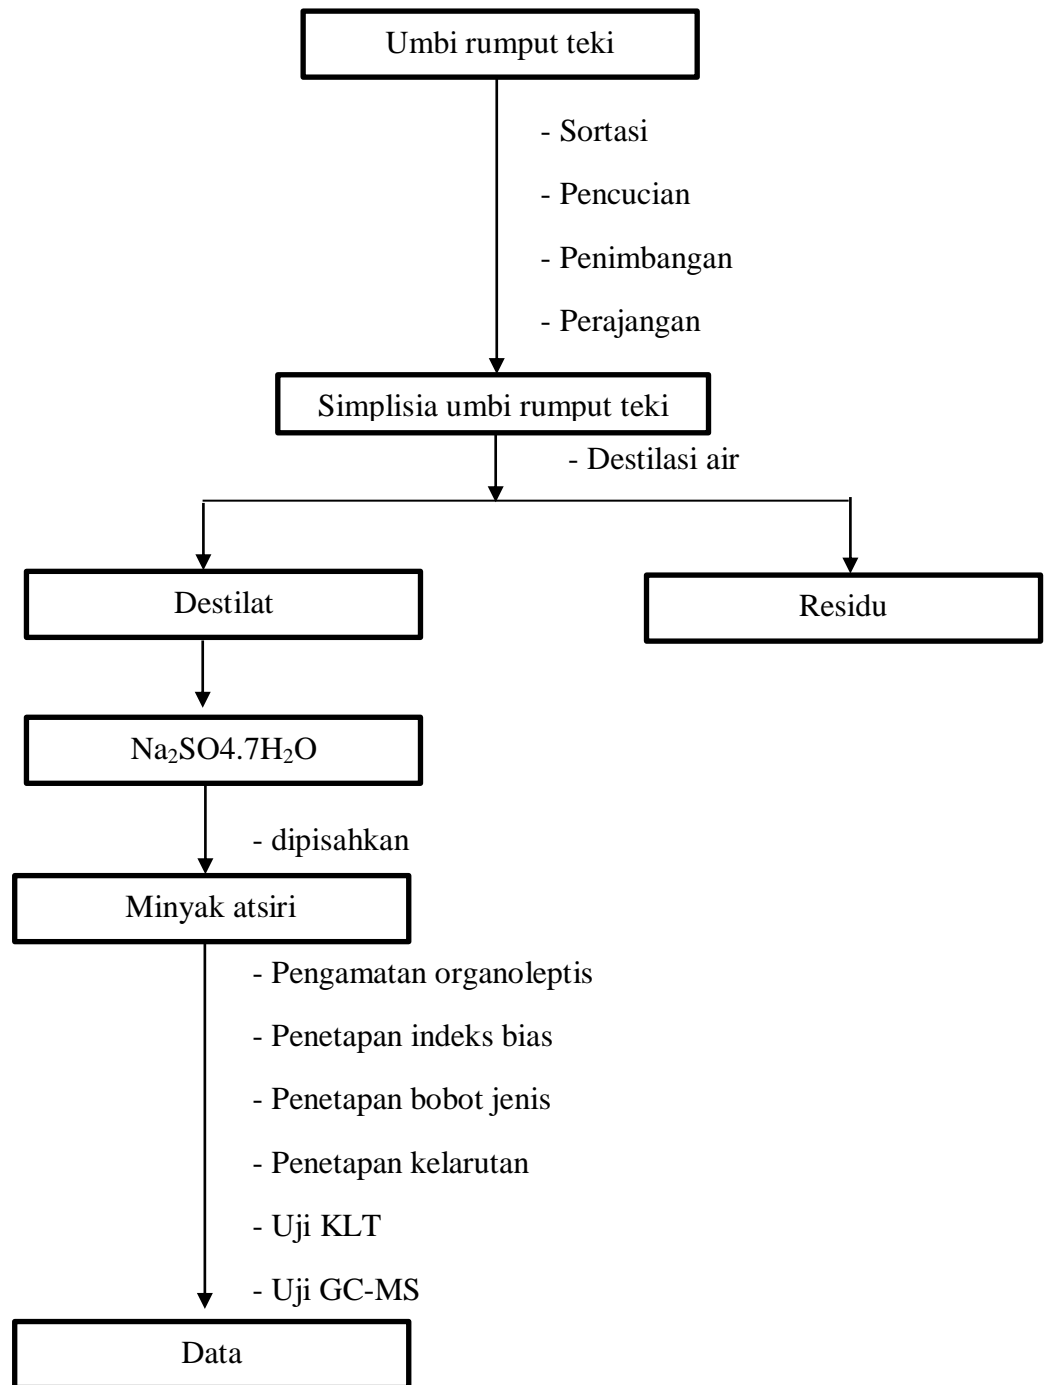 Umbi rumput teki
- Sortasi
- Pencucian
- Penimbangan
- Perajangan
Simplisia umbi rumput teki
- Destilasi air
Destilat
Residu
Na₂SO4.7H₂O
- dipisahkan
Minyak atsiri
- Pengamatan organoleptis
- Penetapan indeks bias
- Penetapan bobot jenis
- Penetapan kelarutan
- Uji KLT
- Uji GC-MS
Data